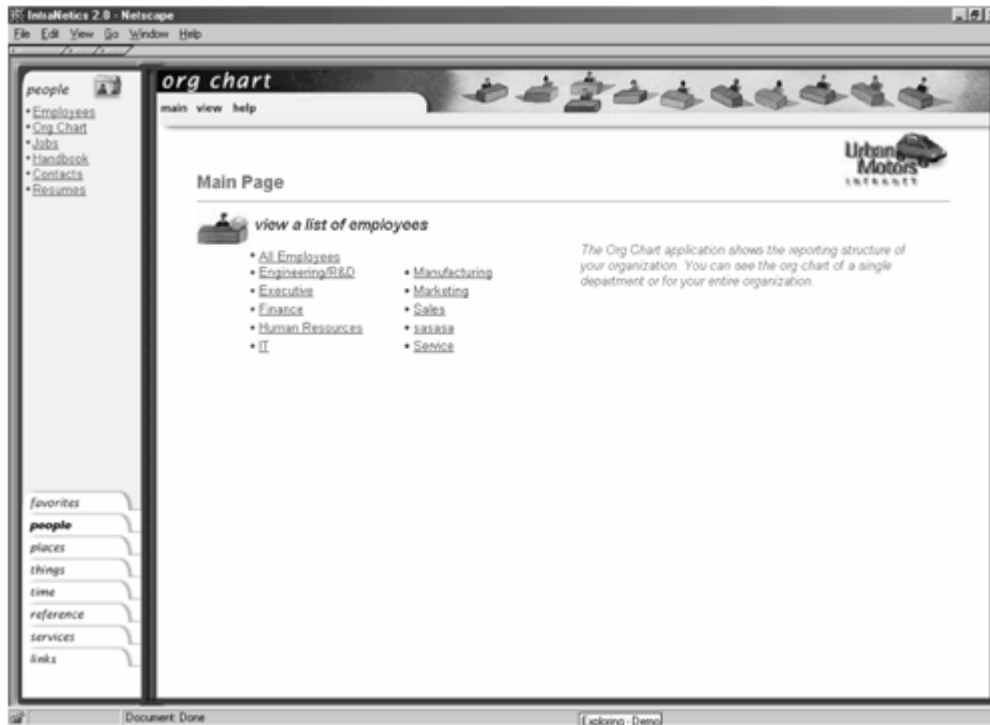 IntraNetics 2.0 - Netscape
File Edit View Go Window Help
people
Employees
Org Chart
Jobs
Handbook
Contacts
Resumes
favorites
people
places
things
time
reference
services
links
org chart
main view help
Urban Motors
INTRANET
Main Page
view a list of employees
All Employees
Engineering/R&D
Executive
Finance
Human Resources
IT
Manufacturing
Marketing
Sales
sasasa
Service
The Org Chart application shows the reporting structure of
your organization. You can see the org chart of a single
department or for your entire organization.
Document: Done
Exploring - Demo